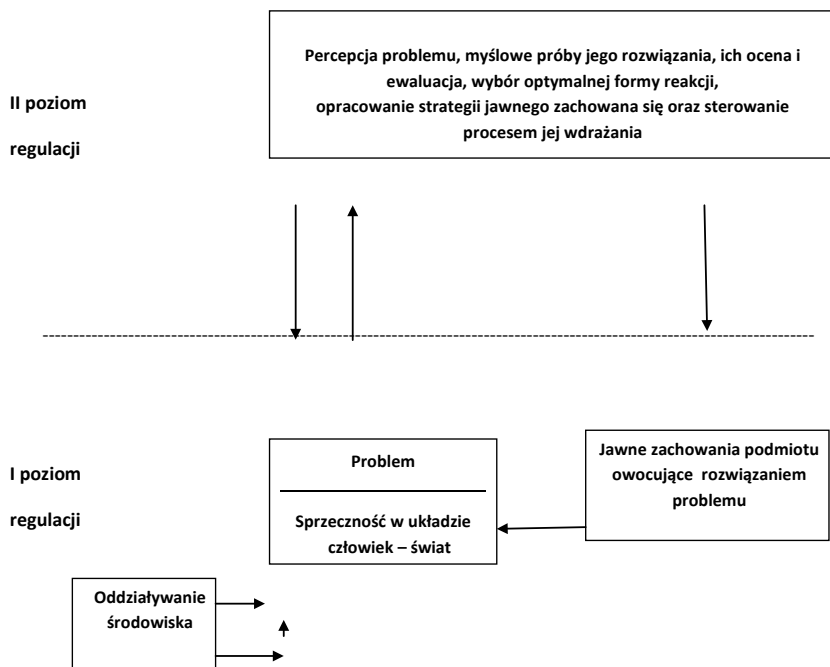 Percepcja problemu, myślowe próby jego rozwiązania, ich ocena i
ewaluacja, wybór optymalnej formy reakcji,
opracowanie strategii jawnego zachowana się oraz sterowanie
procesem jej wdrażania
II poziom
regulacji
I poziom
regulacji
Problem
Sprzeczność w układzie
człowiek – świat
Jawne zachowania podmiotu
owocujące rozwiązaniem
problemu
Oddziaływanie
środowiska